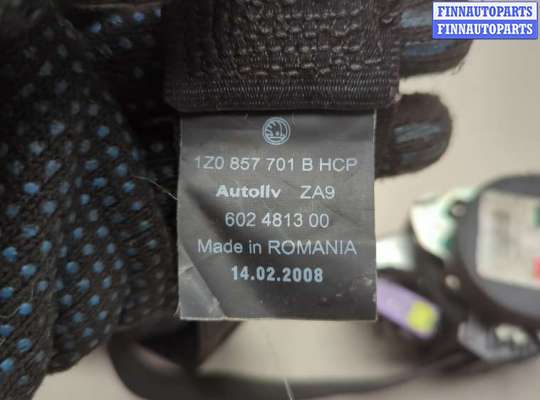 FINNAUTOPARTS
FINNAUTOPARTS
1Z0 857 701 B HCP
Autoliv ZA9
602 4813 00
Made in ROMANIA
14.02.2008